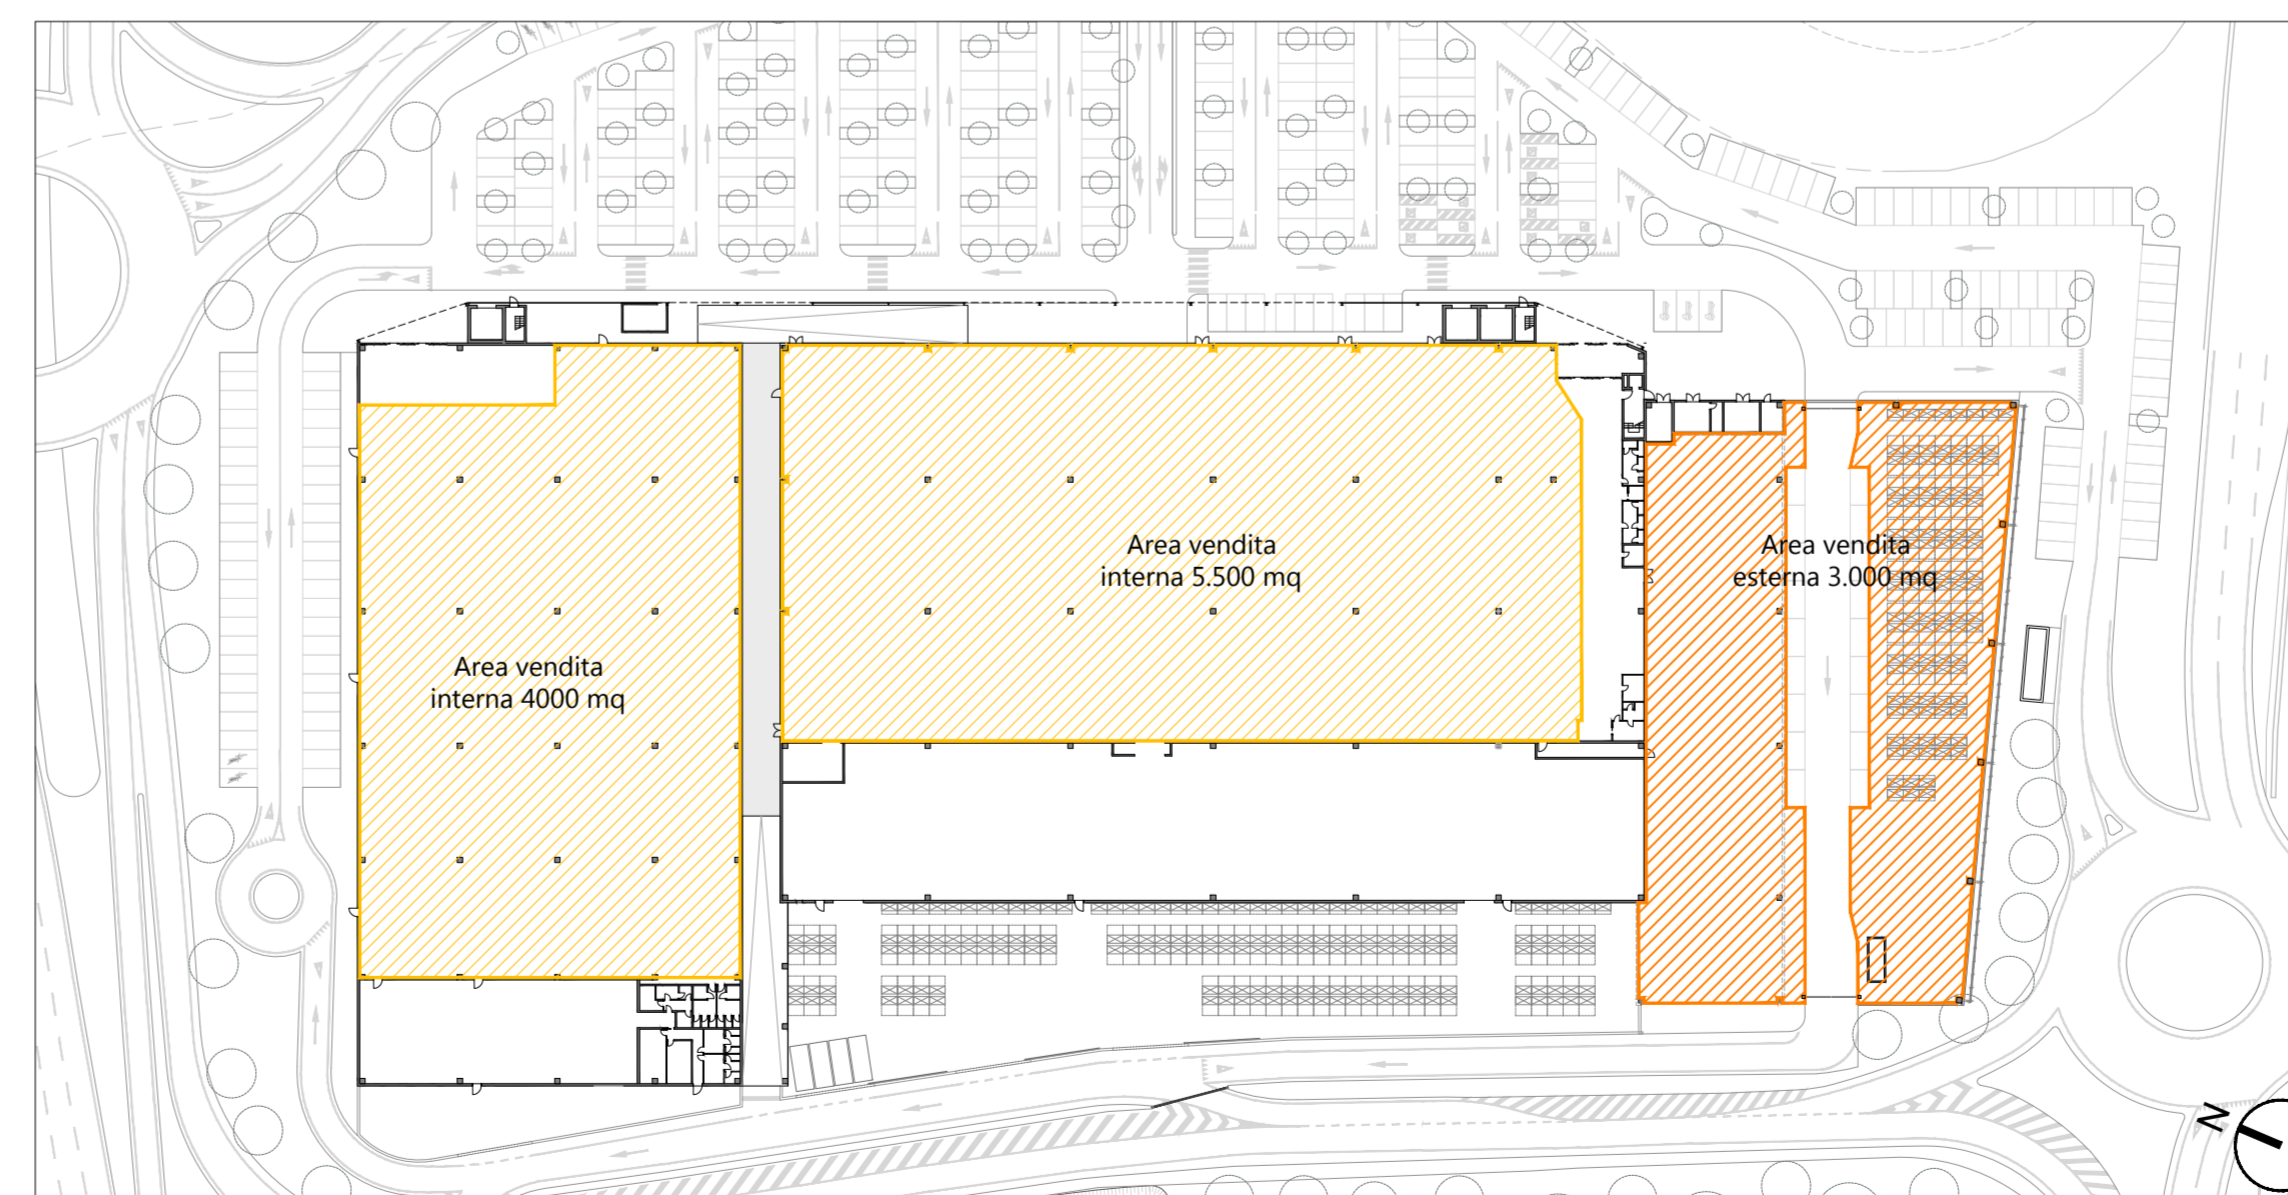 Area vendita
interna 5.500 mq
Area vendita
esterna 3.000 mq
Area vendita
interna 4000 mq
N